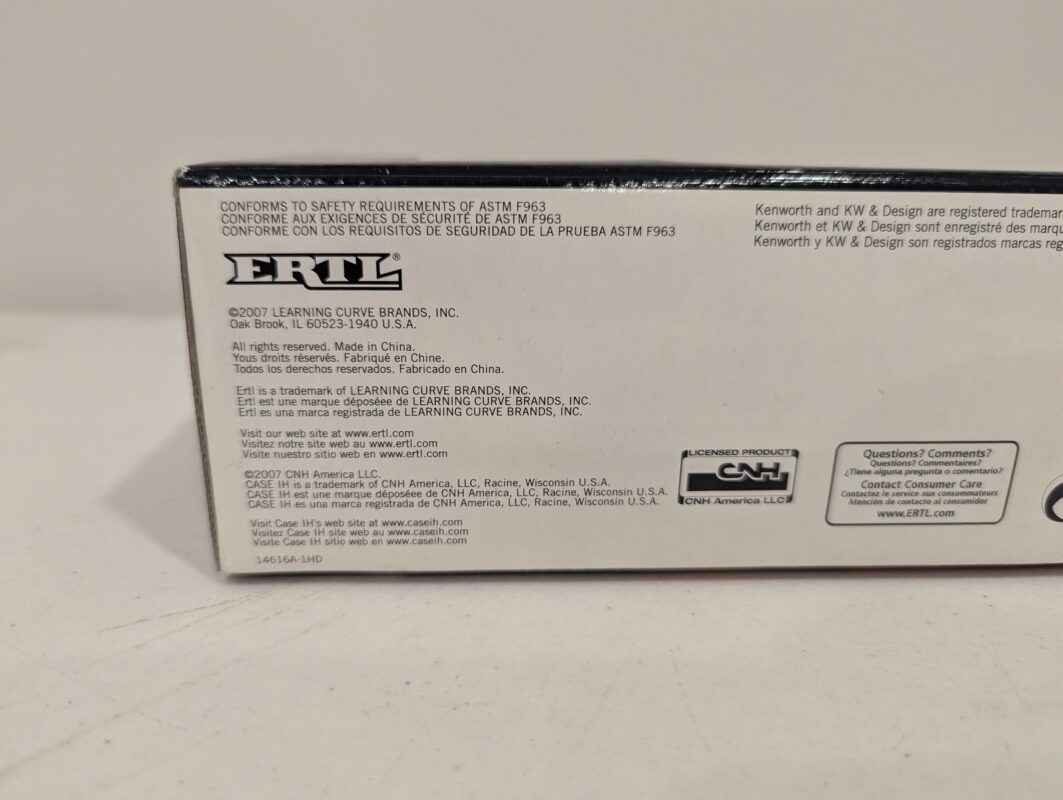 CONFORMS TO SAFETY REQUIREMENTS OF ASTM F963
CONFORME AUX EXIGENCES DE SÉCURITÉ DE ASTM F963
CONFORME CON LOS REQUISITOS DE SEGURIDAD DE LA PRUEBA ASTM F963
ERTL®
©2007 LEARNING CURVE BRANDS, INC.
Oak Brook, IL 60523-1940 U.S.A.
All rights reserved. Made in China.
Yous droits réservés. Fabriqué en Chine.
Todos los derechos reservados. Fabricado en China.
Ertl is a trademark of LEARNING CURVE BRANDS, INC.
Ertl est une marque déposéee de LEARNING CURVE BRANDS, INC.
Ertl es una marca registrada de LEARNING CURVE BRANDS, INC.
Visit our web site at www.ertl.com
Visitez notre site web au www.ertl.com
Visite nuestro sitio web en www.ertl.com
©2007 CNH America LLC.
CASE IH is a trademark of CNH America, LLC, Racine, Wisconsin U.S.A.
CASE IH est une marque déposéee de CNH America, LLC, Racine, Wisconsin U.S.A.
CASE IH es una marca registrada de CNH America, LLC, Racine, Wisconsin U.S.A.
Visit Case IH's web site at www.caseih.com
Visitez Case IH site web au www.caseih.com
Visite Case IH sitio web en www.caseih.com
14616A-1HD
Kenworth and KW & Design are registered trademar
Kenworth et KW & Design sont enregistré des marqu
Kenworth y KW & Design son registrados marcas reg
LICENSED PRODUCT
CNH
CNH America LLC
Questions? Comments?
Questions? Commentaires?
¿Tiene alguna pregunta o comentario?
Contact Consumer Care
Contactez le service aux consommateurs
Atención de contacto al consumidor
www.ERTL.com